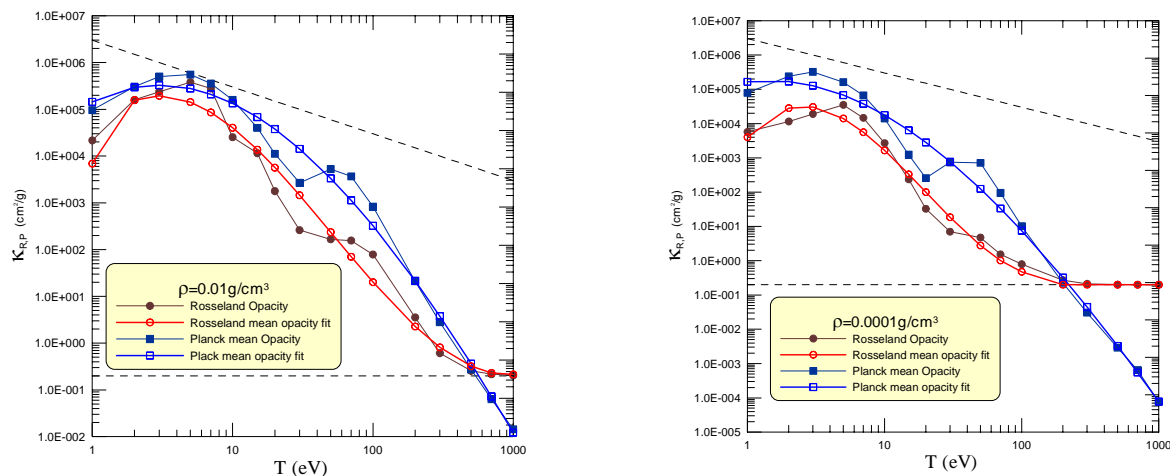 1.0E+007
1.0E+006
1.0E+005
1.0E+004
1.0E+003
1.0E+002
1.0E+001
1.0E+000
1.0E-001
1.0E-002
κR,P (cm²/g)
ρ=0.01g/cm³
Rosseland Opacity
Rosseland mean opacity fit
Planck mean Opacity
Plack mean opacity fit
1 10 100 1000
T (eV)
1.0E+007
1.0E+006
1.0E+005
1.0E+004
1.0E+003
1.0E+002
1.0E+001
1.0E+000
1.0E-001
1.0E-002
1.0E-003
1.0E-004
1.0E-005
κR,P (cm²/g)
ρ=0.0001g/cm³
Rosseland Opacity
Rosseland mean opacity fit
Planck mean Opacity
Planck mean opacity fit
1 10 100 1000
T (eV)